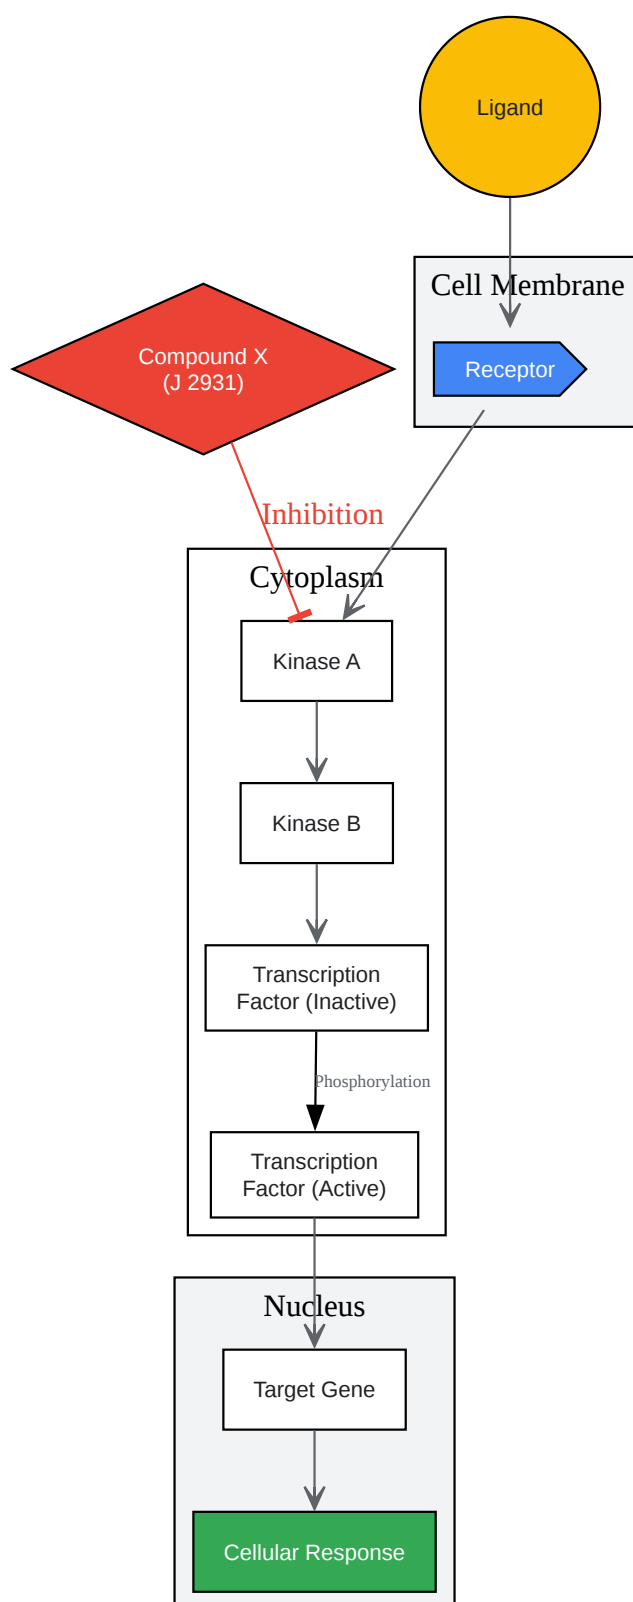 Ligand
Cell Membrane
Compound X
(J 2931)
Receptor
Inhibition
Cytoplasm
Kinase A
Kinase B
Transcription
Factor (Inactive)
Phosphorylation
Transcription
Factor (Active)
Nucleus
Target Gene
Cellular Response